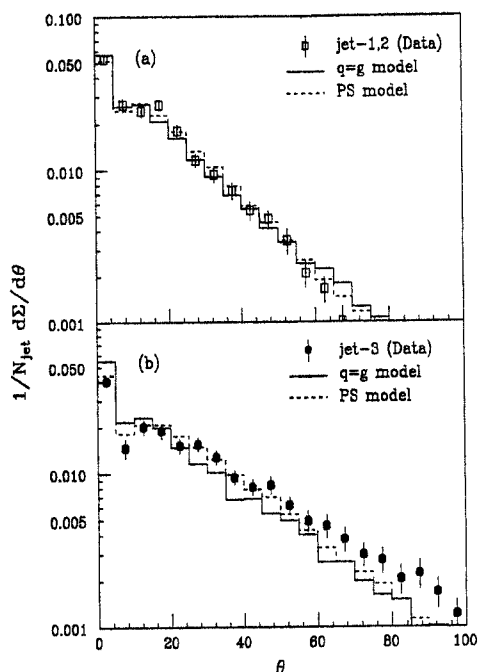 0.100
0.050
0.010
0.005
0.001
(a)
jet-1,2 (Data)
q=g model
PS model
1/N_jet dΣ/dθ
0.050
0.010
0.005
0.001
(b)
jet-3 (Data)
q=g model
PS model
0
20
40
60
80
100
θ